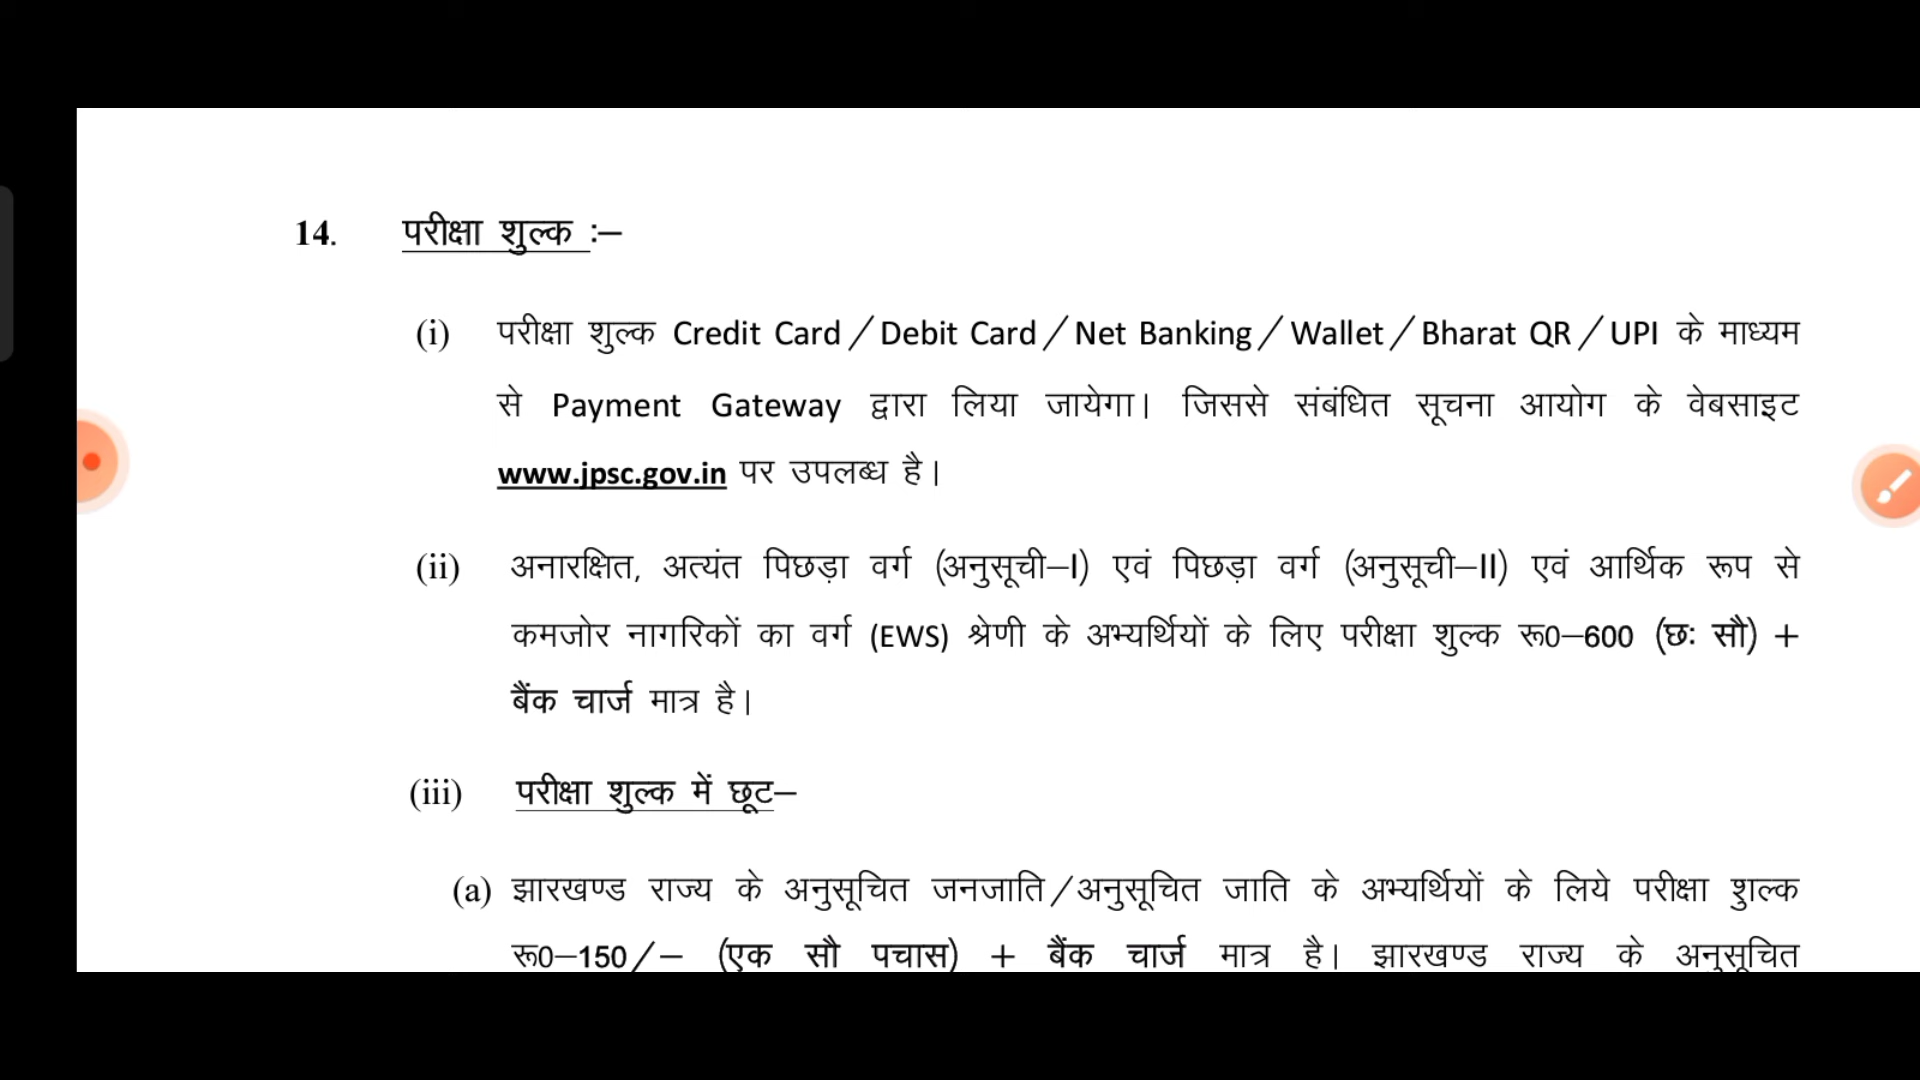 14. परीक्षा शुल्क :–
(i) परीक्षा शुल्क Credit Card/Debit Card/Net Banking/Wallet/Bharat QR/UPI के माध्यम
से Payment Gateway द्वारा लिया जायेगा। जिससे संबंधित सूचना आयोग के वेबसाइट
www.jpsc.gov.in पर उपलब्ध है।
(ii) अनारक्षित, अत्यंत पिछड़ा वर्ग (अनुसूची–I) एवं पिछड़ा वर्ग (अनुसूची–II) एवं आर्थिक रूप से
कमजोर नागरिकों का वर्ग (EWS) श्रेणी के अभ्यर्थियों के लिए परीक्षा शुल्क रू0–600 (छः सौ) +
बैंक चार्ज मात्र है।
(iii) परीक्षा शुल्क में छूट–
(a) झारखण्ड राज्य के अनुसूचित जनजाति/अनुसूचित जाति के अभ्यर्थियों के लिये परीक्षा शुल्क
रू0–150/– (एक सौ पचास) + बैंक चार्ज मात्र है। झारखण्ड राज्य के अनुसूचित